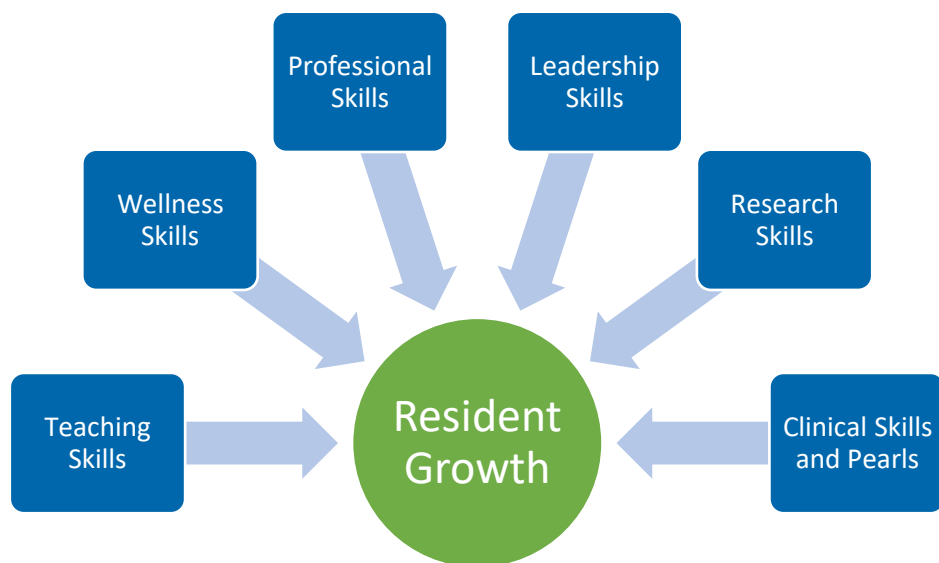 Professional
Skills
Leadership
Skills
Wellness
Skills
Research
Skills
Teaching
Skills
Resident
Growth
Clinical Skills
and Pearls